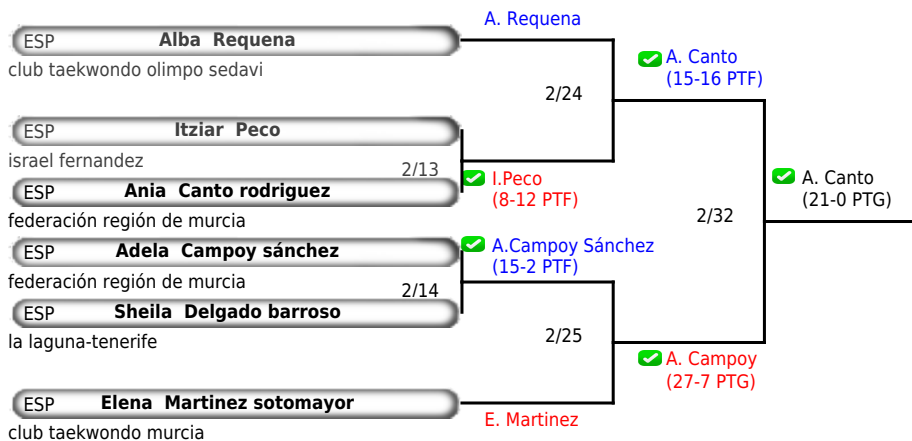 A. Requena
ESP Alba Requena
club taekwondo olimpo sedavi
A. Canto
(15-16 PTF)
2/24
ESP Itziar Peco
israel fernandez
2/13
I.Peco
(8-12 PTF)
ESP Ania Canto rodriguez
federación región de murcia
A. Canto
(21-0 PTG)
2/32
ESP Adela Campoy sánchez
federación región de murcia
A.Campoy Sánchez
(15-2 PTF)
2/14
ESP Sheila Delgado barroso
la laguna-tenerife
2/25
A. Campoy
(27-7 PTG)
ESP Elena Martinez sotomayor
club taekwondo murcia
E. Martinez